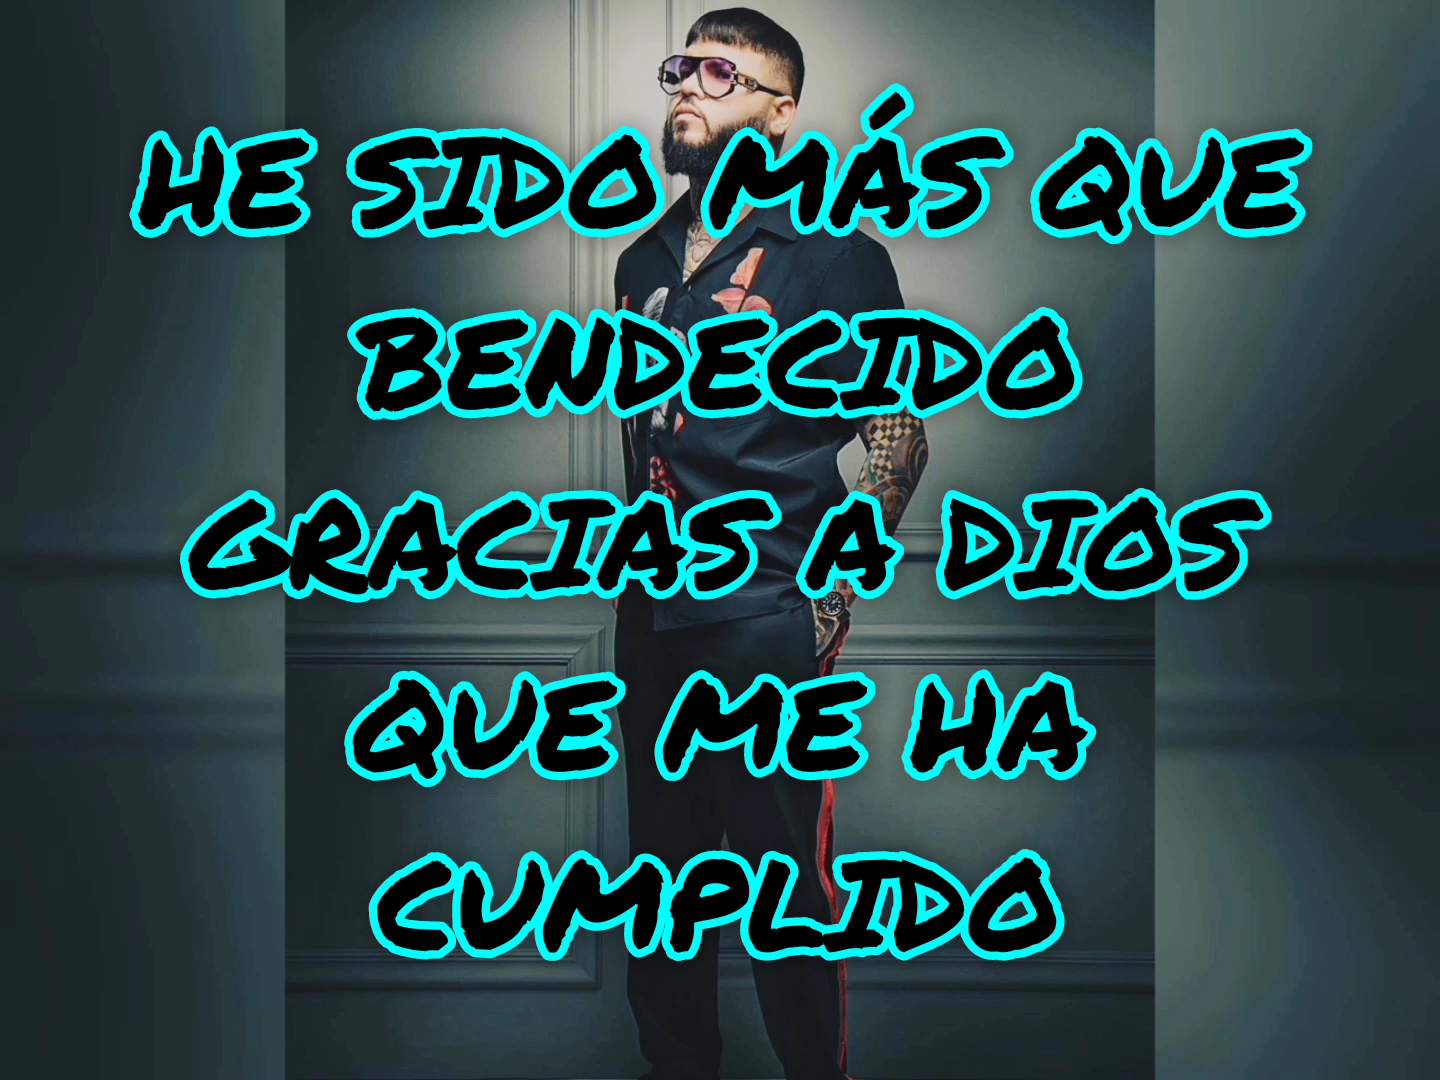 HE SIDO MÁS QUE
BENDECIDO
GRACIAS A DIOS
QUE ME HA
CUMPLIDO